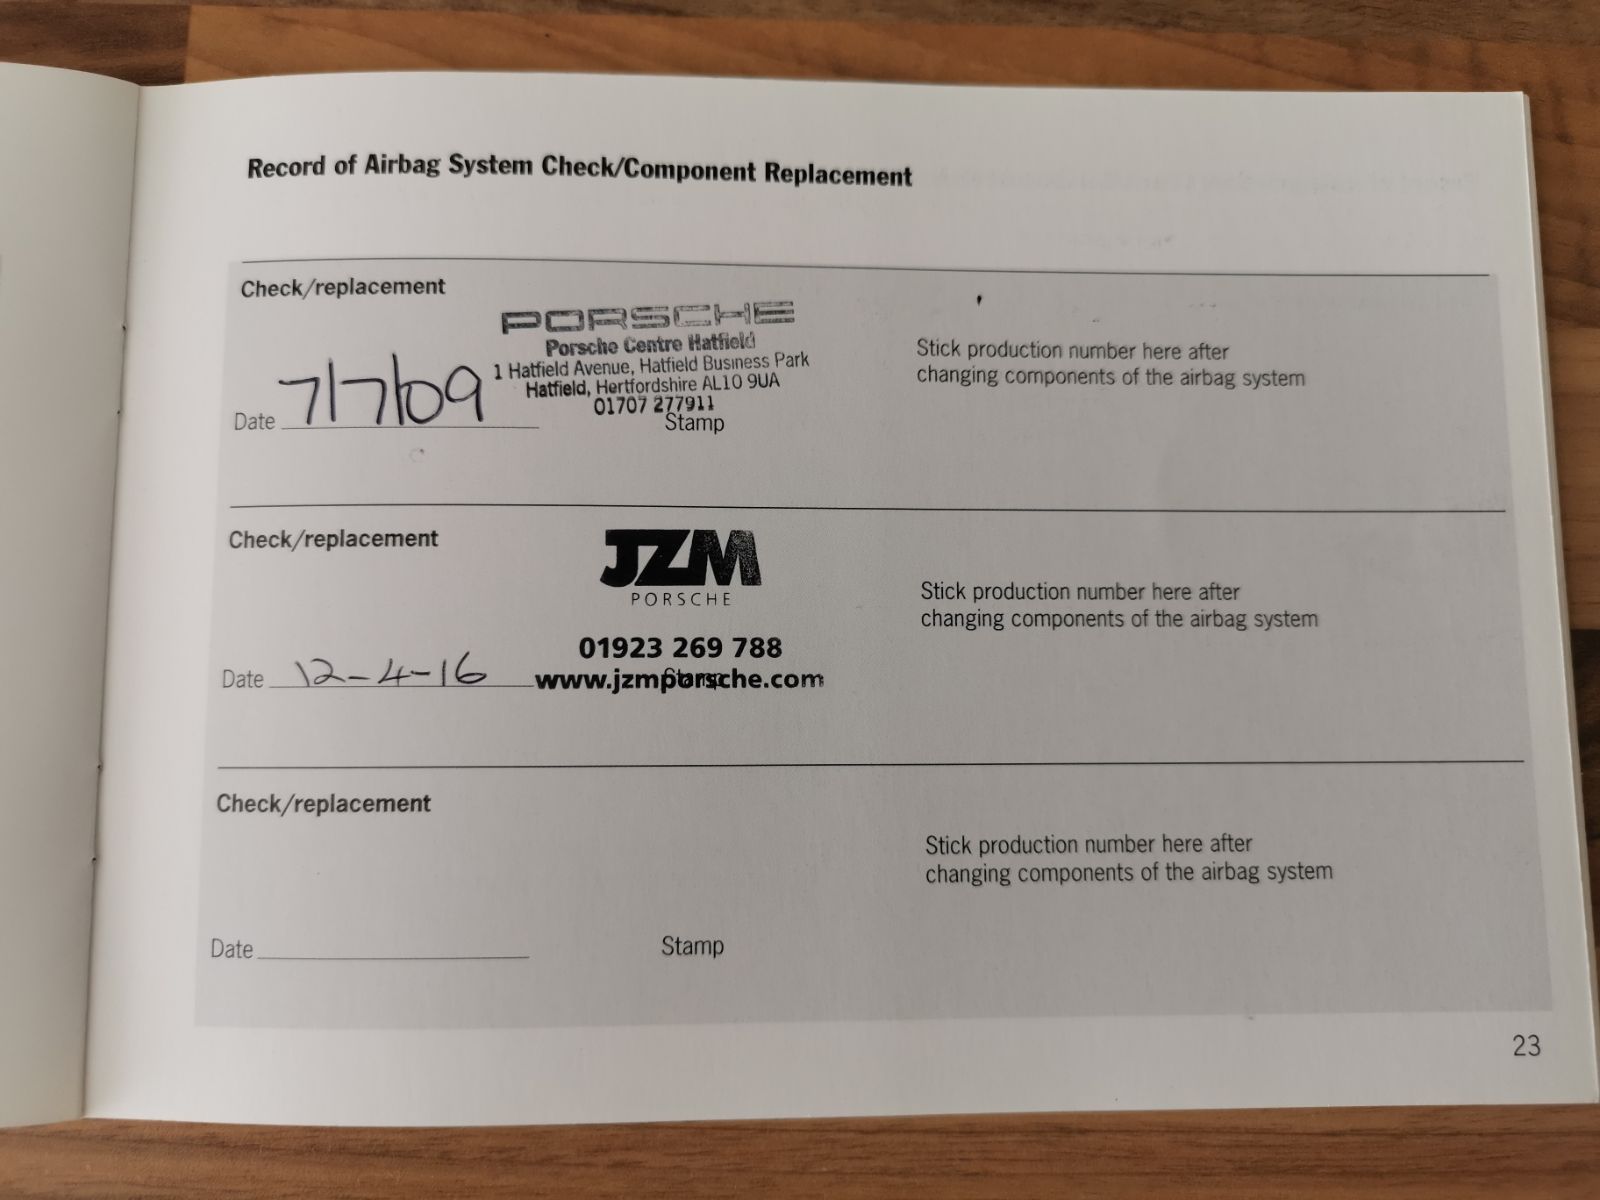 Record of Airbag System Check/Component Replacement
Check/replacement
PORSCHE
Porsche Centre Hatfield
1 Hatfield Avenue, Hatfield Business Park
Hatfield, Hertfordshire AL10 9UA
01707 277911
Date 7/7/09
Stamp
Stick production number here after
changing components of the airbag system
Check/replacement
JZM
PORSCHE
01923 269 788
www.jzmporsche.com
Date 12-4-16
Stamp
Stick production number here after
changing components of the airbag system
Check/replacement
Date
Stamp
Stick production number here after
changing components of the airbag system
23